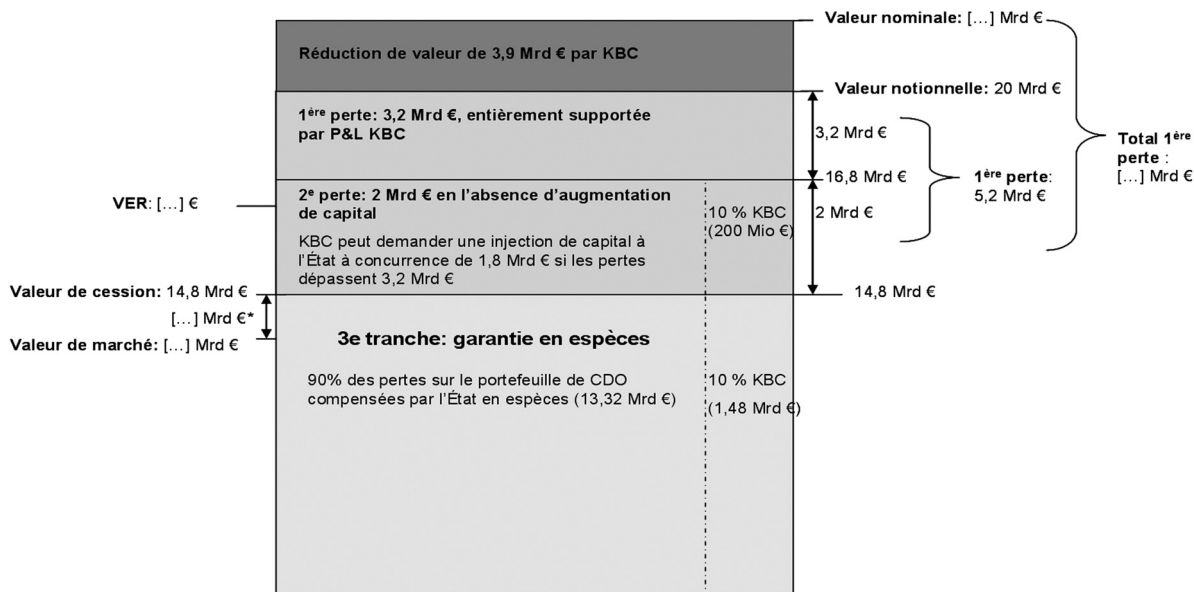 Valeur nominale: […] Mrd €
Réduction de valeur de 3,9 Mrd € par KBC
Valeur notionnelle: 20 Mrd €
1ère perte: 3,2 Mrd €, entièrement supportée
par P&L KBC
3,2 Mrd €
Total 1ère
perte :
[…] Mrd €
16,8 Mrd €
1ère perte:
5,2 Mrd €
VER: […] €
2e perte: 2 Mrd € en l’absence d’augmentation
de capital
KBC peut demander une injection de capital à
l’État à concurrence de 1,8 Mrd € si les pertes
dépassent 3,2 Mrd €
10 % KBC
(200 Mio €)
2 Mrd €
Valeur de cession: 14,8 Mrd €
14,8 Mrd €
[…] Mrd €*
Valeur de marché: […] Mrd €
3e tranche: garantie en espèces
90% des pertes sur le portefeuille de CDO
compensées par l’État en espèces (13,32 Mrd €)
10 % KBC
(1,48 Mrd €)